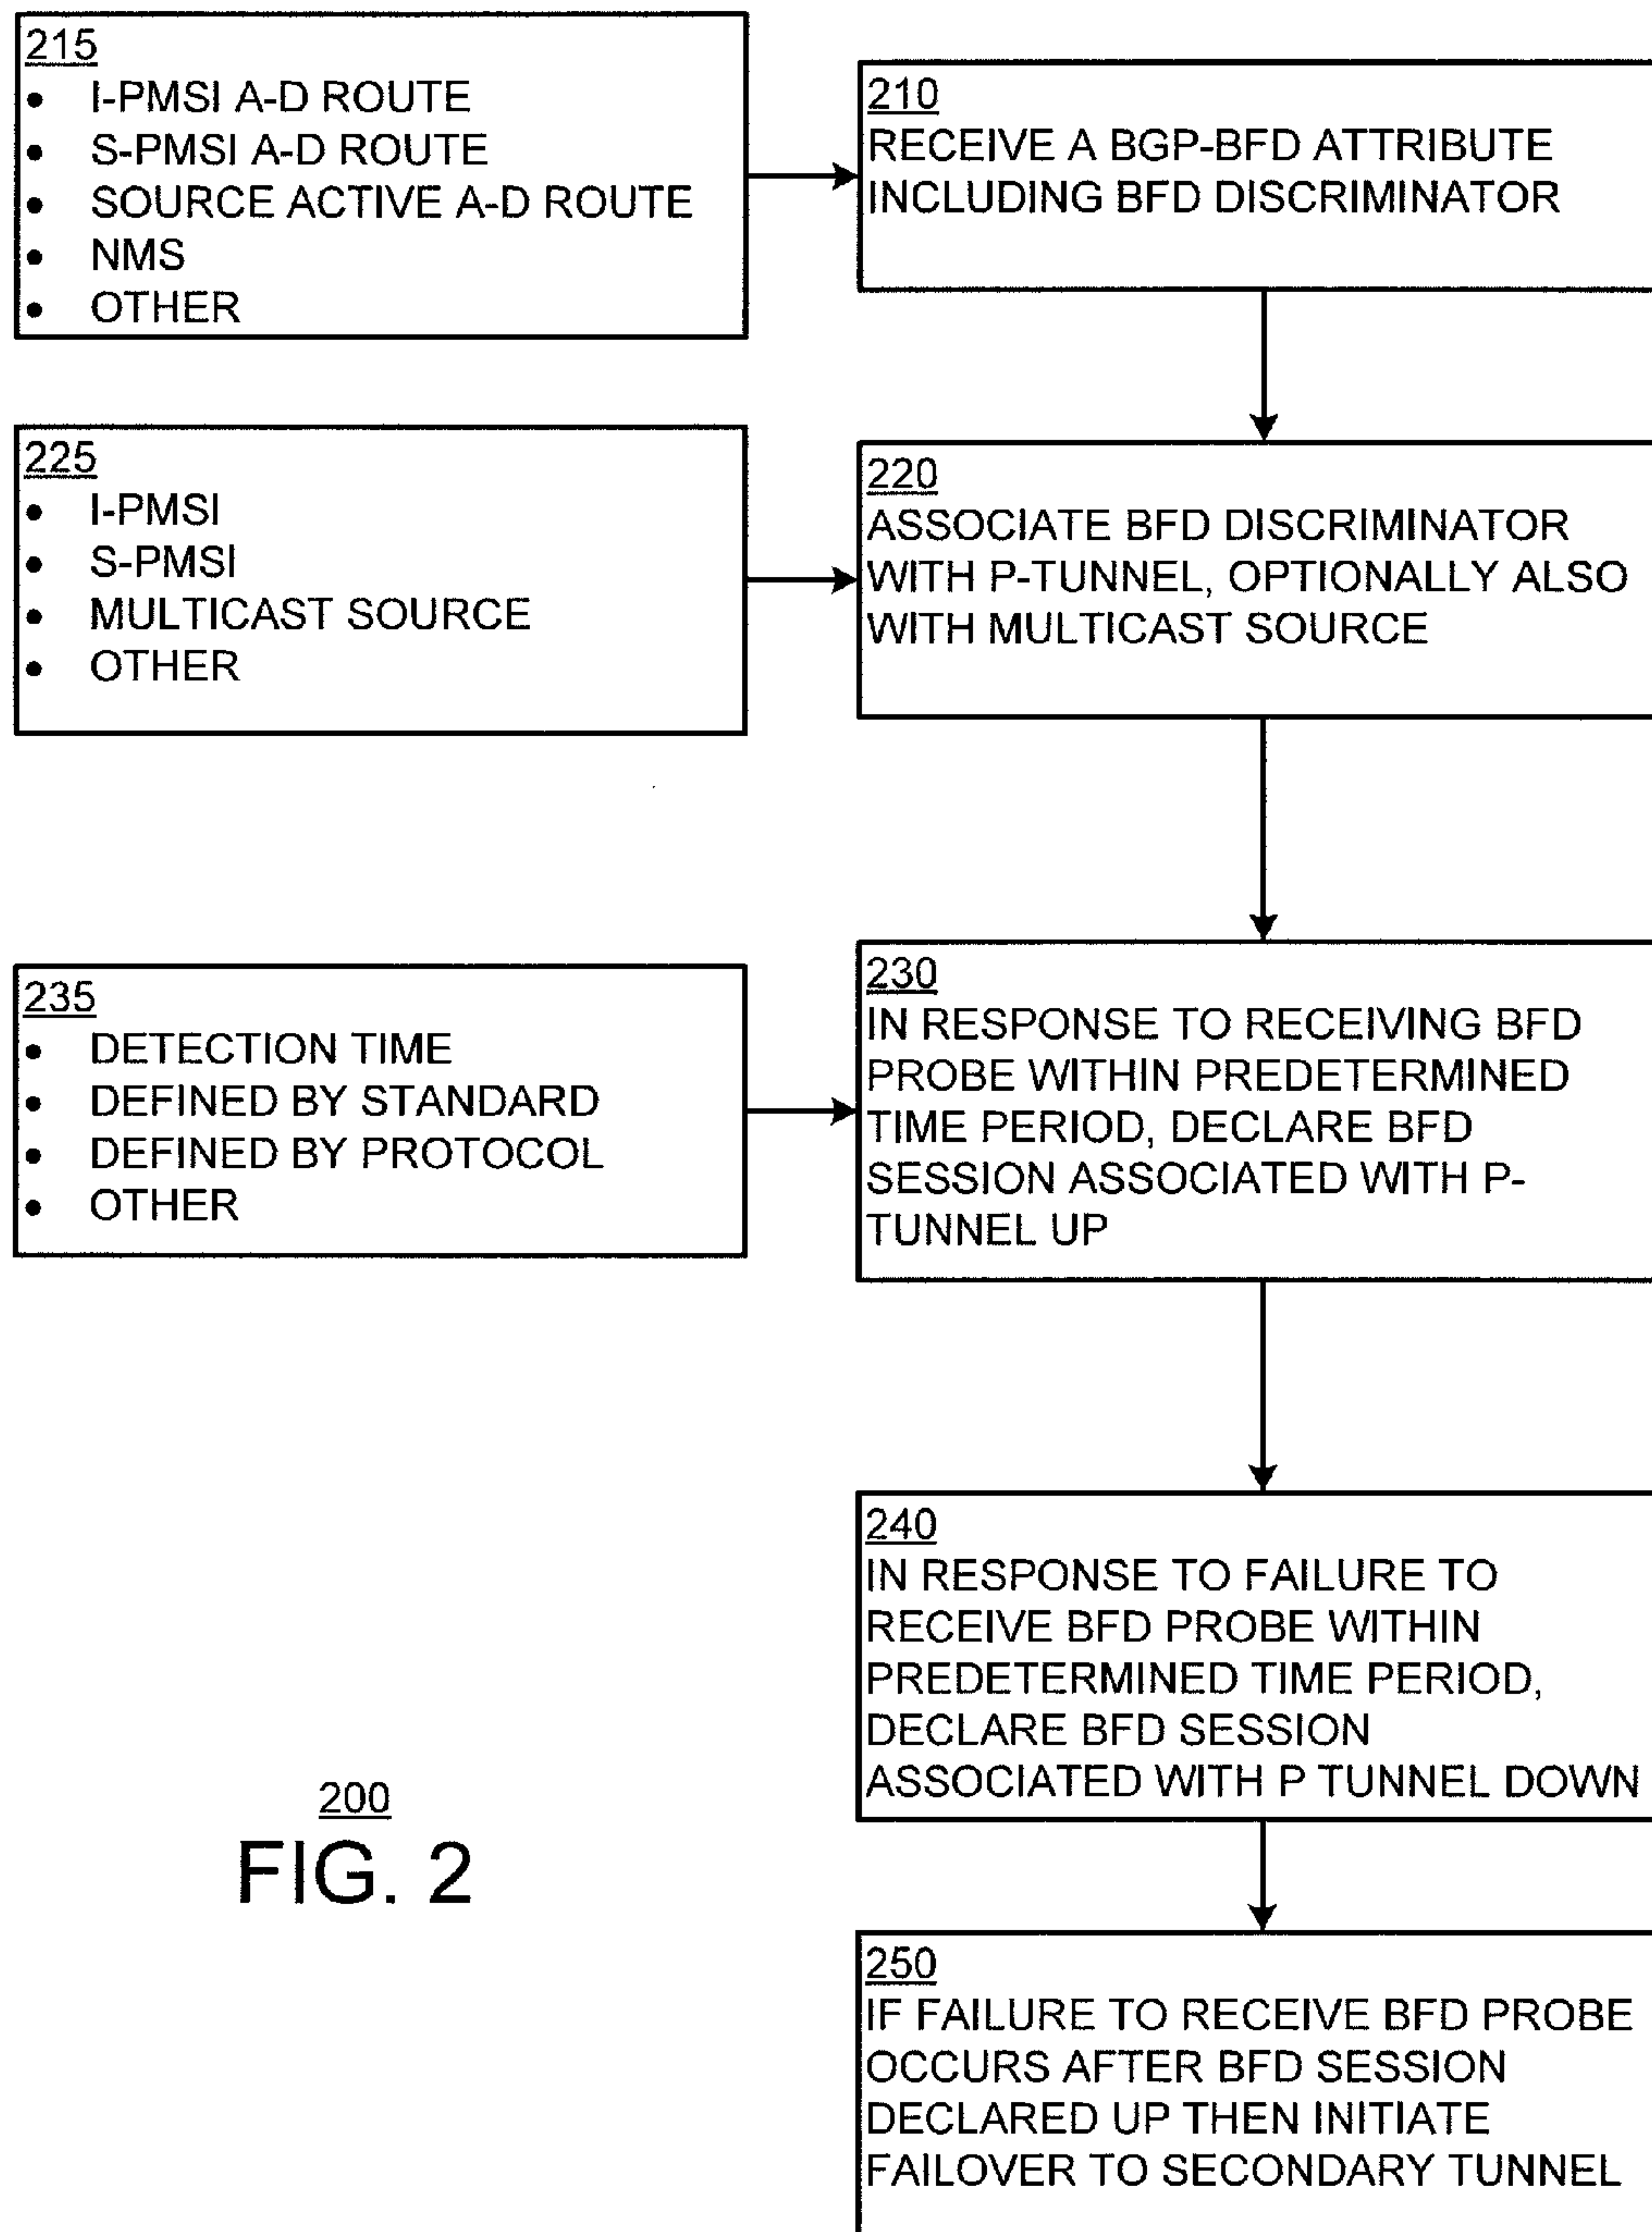 215
• I-PMSI A-D ROUTE
• S-PMSI A-D ROUTE
• SOURCE ACTIVE A-D ROUTE
• NMS
• OTHER
210
RECEIVE A BGP-BFD ATTRIBUTE
INCLUDING BFD DISCRIMINATOR
225
• I-PMSI
• S-PMSI
• MULTICAST SOURCE
• OTHER
220
ASSOCIATE BFD DISCRIMINATOR
WITH P-TUNNEL, OPTIONALLY ALSO
WITH MULTICAST SOURCE
235
• DETECTION TIME
• DEFINED BY STANDARD
• DEFINED BY PROTOCOL
• OTHER
230
IN RESPONSE TO RECEIVING BFD
PROBE WITHIN PREDETERMINED
TIME PERIOD, DECLARE BFD
SESSION ASSOCIATED WITH P-
TUNNEL UP
240
IN RESPONSE TO FAILURE TO
RECEIVE BFD PROBE WITHIN
PREDETERMINED TIME PERIOD,
DECLARE BFD SESSION
ASSOCIATED WITH P TUNNEL DOWN
250
IF FAILURE TO RECEIVE BFD PROBE
OCCURS AFTER BFD SESSION
DECLARED UP THEN INITIATE
FAILOVER TO SECONDARY TUNNEL
200
FIG. 2